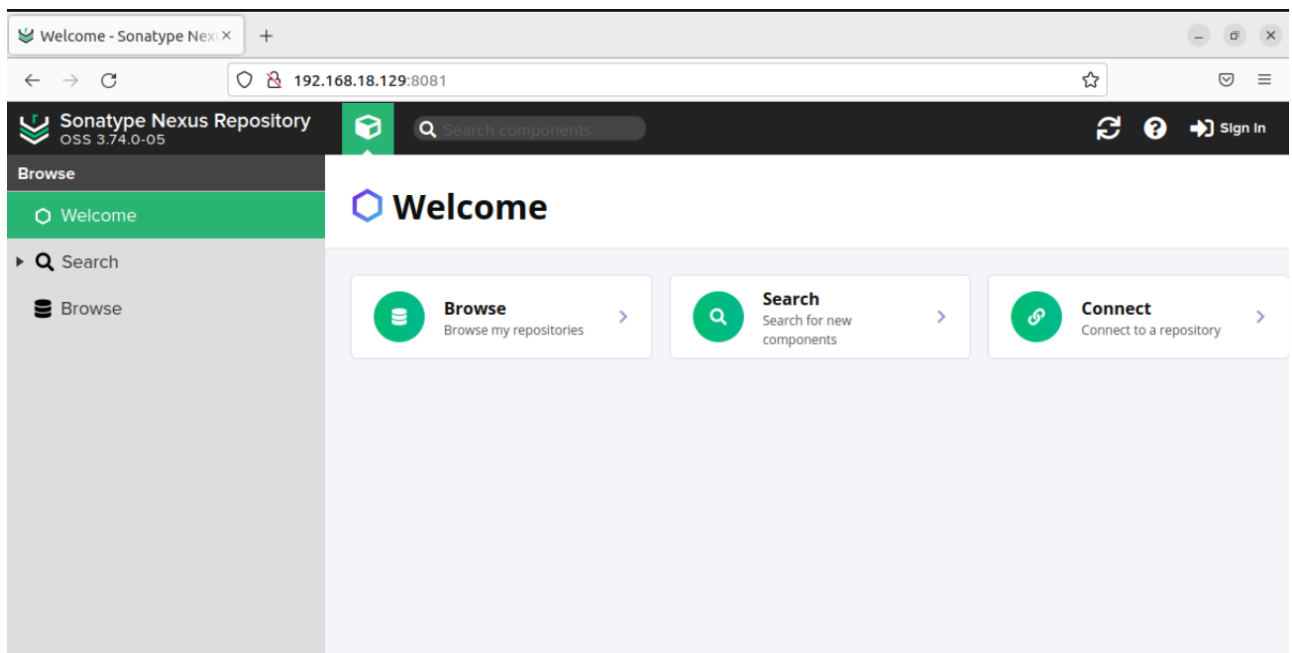 Welcome - Sonatype Nex
192.168.18.129:8081
Sonatype Nexus Repository
OSS 3.74.0-05
Search components
Sign In
Browse
Welcome
Search
Browse
Welcome
Browse
Browse my repositories
Search
Search for new
components
Connect
Connect to a repository